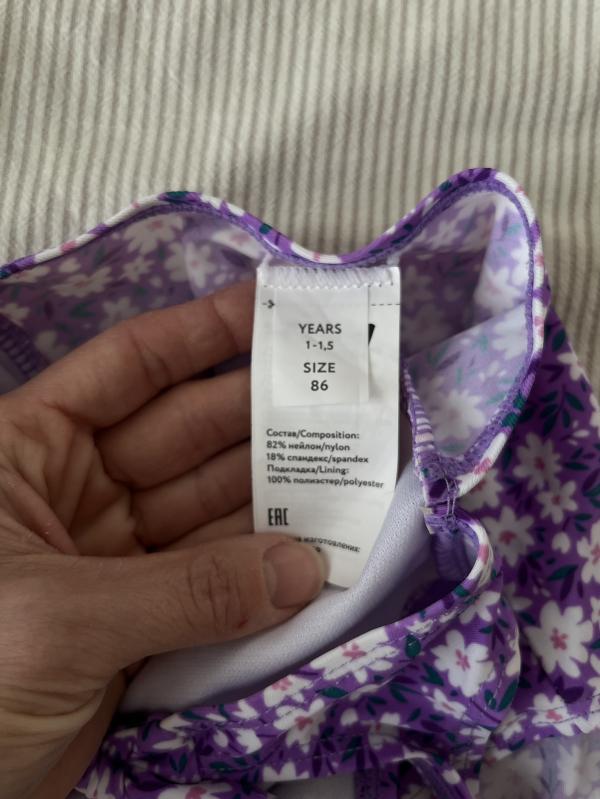 YEARS
1-1,5
SIZE
86
Состав/Composition:
82% нейлон/nylon
18% спандекс/spandex
Подкладка/Lining:
100% полиэстер/polyester
EAC
изготовления: